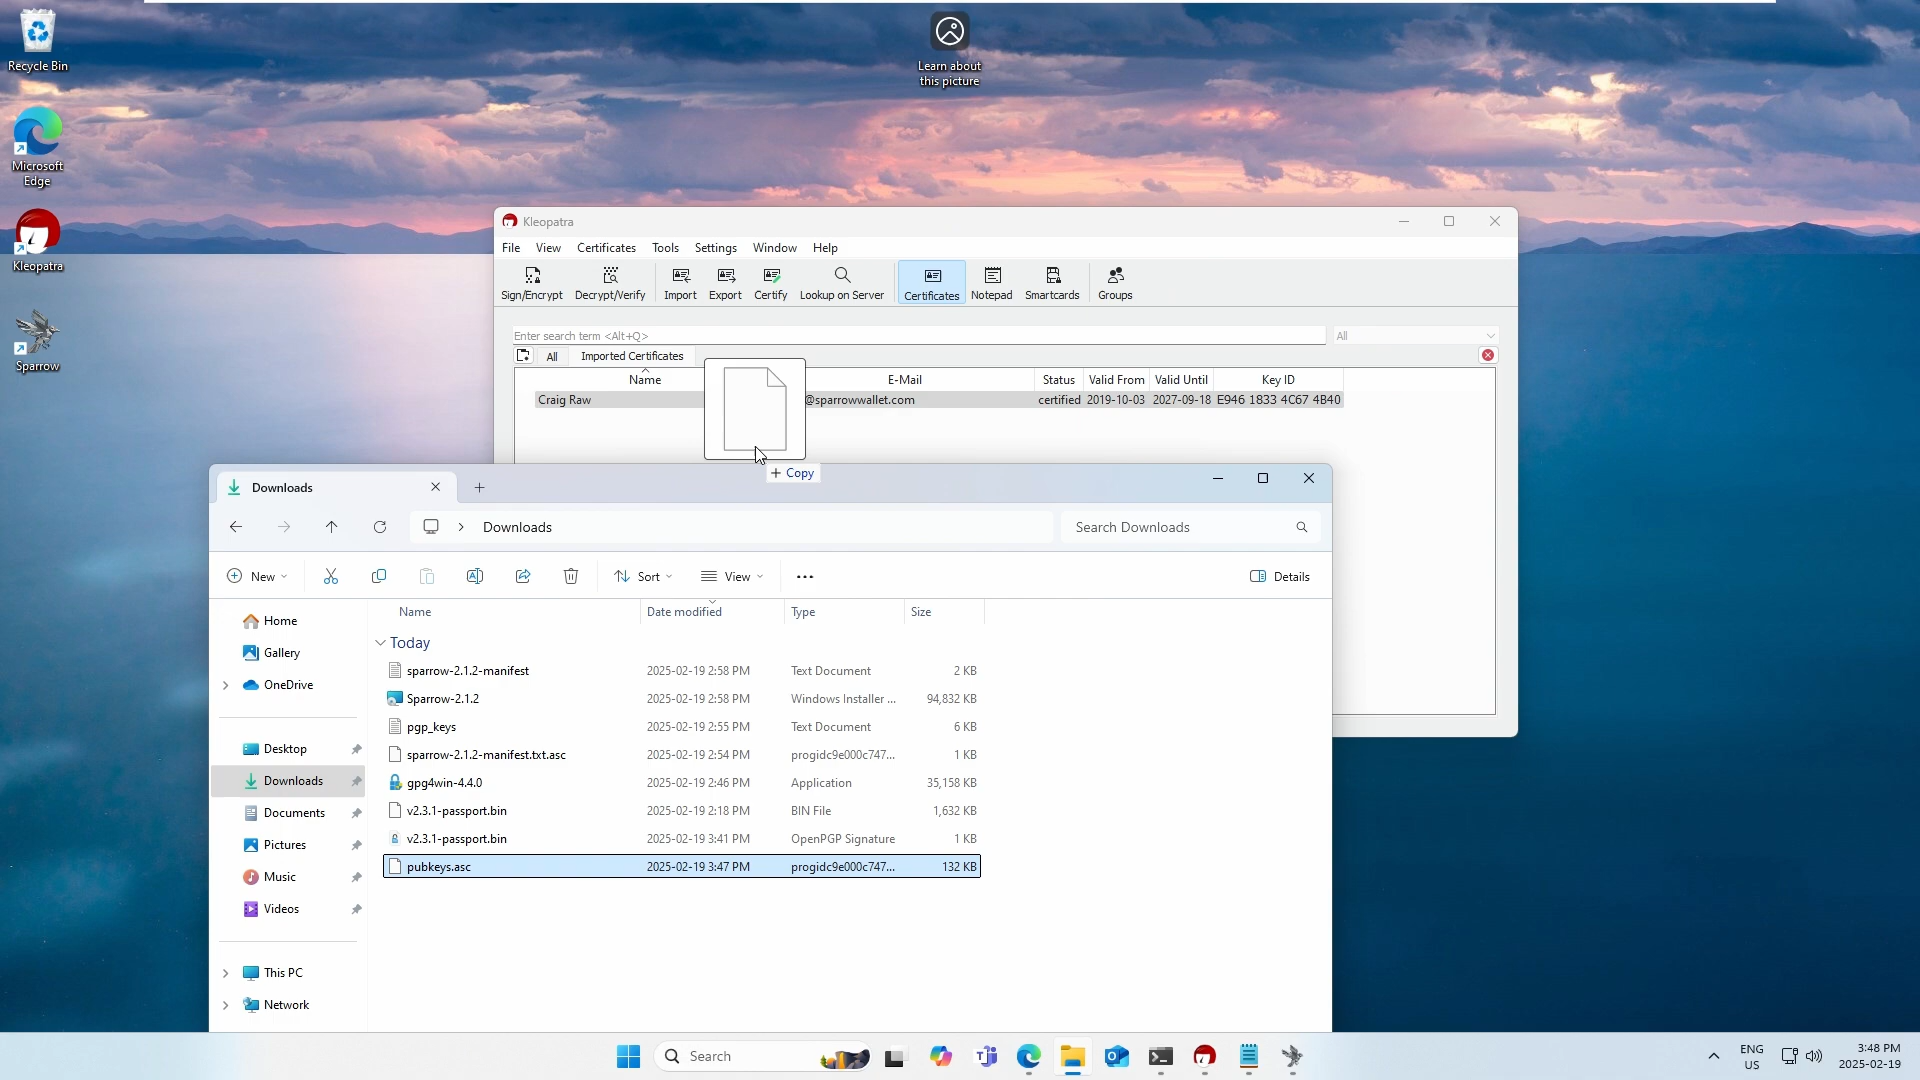 Recycle Bin
Learn about
this picture
Microsoft
Edge
Kleopatra
Sparrow
Kleopatra
File View Certificates Tools Settings Window Help
Sign/Encrypt Decrypt/Verify Import Export Certify Lookup on Server Certificates Notepad Smartcards Groups
Enter search term <Alt+Q> All
All Imported Certificates
Name E-Mail Status Valid From Valid Until Key ID
Craig Raw @sparrowwallet.com certified 2019-10-03 2027-09-18 E946 1833 4C67 4B40
+ Copy
Downloads
Downloads Search Downloads
New Sort View Details
Home
Gallery
OneDrive
Desktop
Downloads
Documents
Pictures
Music
Videos
This PC
Network
Name Date modified Type Size
Today
sparrow-2.1.2-manifest 2025-02-19 2:58 PM Text Document 2 KB
Sparrow-2.1.2 2025-02-19 2:58 PM Windows Installer ... 94,832 KB
pgp_keys 2025-02-19 2:55 PM Text Document 6 KB
sparrow-2.1.2-manifest.txt.asc 2025-02-19 2:54 PM progidc9e000c747... 1 KB
gpg4win-4.4.0 2025-02-19 2:46 PM Application 35,158 KB
v2.3.1-passport.bin 2025-02-19 2:18 PM BIN File 1,632 KB
v2.3.1-passport.bin 2025-02-19 3:41 PM OpenPGP Signature 1 KB
pubkeys.asc 2025-02-19 3:47 PM progidc9e000c747... 132 KB
Search
ENG
US
3:48 PM
2025-02-19